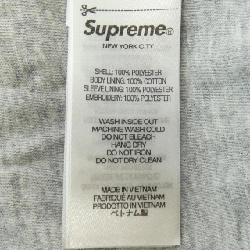 Supreme®
NEW YORK CITY
SHELL: 100% POLYESTER
BODY LINING: 100% COTTON
SLEEVE LINING: 100% POLYESTER
EMBROIDERY: 100% POLYESTER
WASH INSIDE OUT
MACHINE WASH COLD
DO NOT BLEACH
HANG DRY
DO NOT IRON
DO NOT DRY CLEAN
MADE IN VIETNAM
FABRIQUÉ AU VIETNAM
PRODOTTO IN VIETNAM
ベトナム製